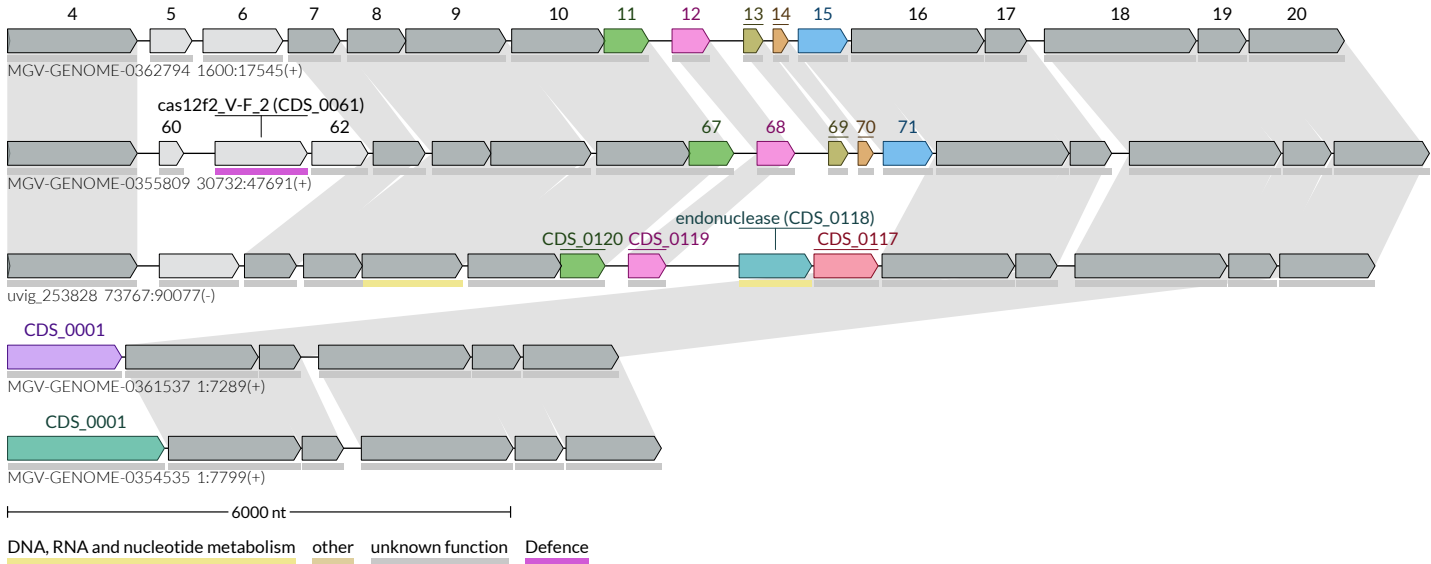 4 5 6 7 8 9 10 11 12 13 14 15 16 17 18 19 20
MGV-GENOME-0362794 1600:17545(+)
cas12f2_V-F_2 (CDS_0061)
60 62 67 68 69 70 71
MGV-GENOME-0355809 30732:47691(+)
endonuclease (CDS_0118)
CDS_0120 CDS_0119 CDS_0117
uvig_253828 73767:90077(-)
CDS_0001
MGV-GENOME-0361537 1:7289(+)
CDS_0001
MGV-GENOME-0354535 1:7799(+)
6000 nt
DNA, RNA and nucleotide metabolism other unknown function Defence